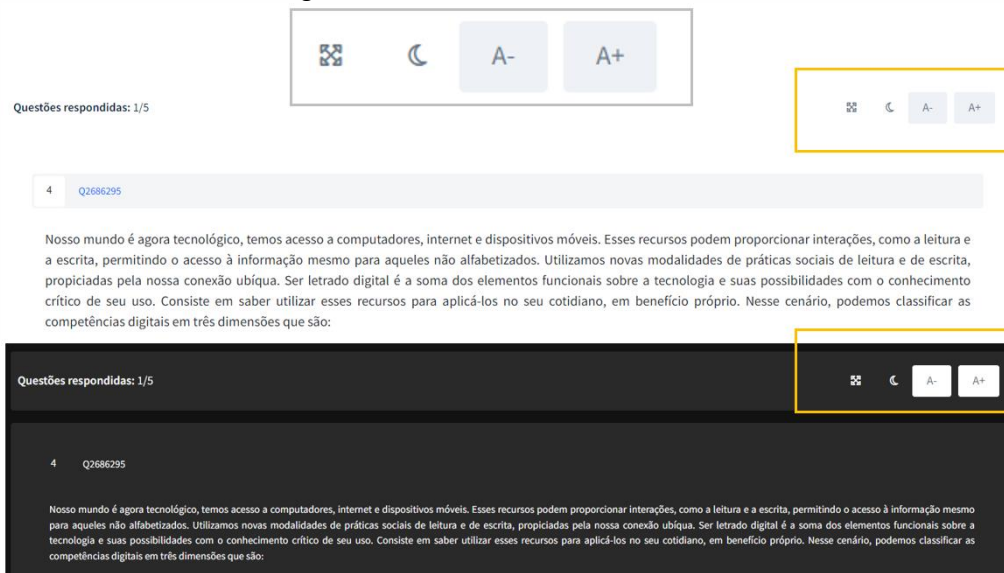 A- A+
Questões respondidas: 1/5
A- A+
4 Q2686295
Nosso mundo é agora tecnológico, temos acesso a computadores, internet e dispositivos móveis. Esses recursos podem proporcionar interações, como a leitura e
a escrita, permitindo o acesso à informação mesmo para aqueles não alfabetizados. Utilizamos novas modalidades de práticas sociais de leitura e de escrita,
propiciadas pela nossa conexão ubíqua. Ser letrado digital é a soma dos elementos funcionais sobre a tecnologia e suas possibilidades com o conhecimento
crítico de seu uso. Consiste em saber utilizar esses recursos para aplicá-los no seu cotidiano, em benefício próprio. Nesse cenário, podemos classificar as
competências digitais em três dimensões que são:
Questões respondidas: 1/5
A- A+
4 Q2686295
Nosso mundo é agora tecnológico, temos acesso a computadores, internet e dispositivos móveis. Esses recursos podem proporcionar interações, como a leitura e a escrita, permitindo o acesso à informação mesmo
para aqueles não alfabetizados. Utilizamos novas modalidades de práticas sociais de leitura e de escrita, propiciadas pela nossa conexão ubíqua. Ser letrado digital é a soma dos elementos funcionais sobre a
tecnologia e suas possibilidades com o conhecimento crítico de seu uso. Consiste em saber utilizar esses recursos para aplicá-los no seu cotidiano, em benefício próprio. Nesse cenário, podemos classificar as
competências digitais em três dimensões que são: